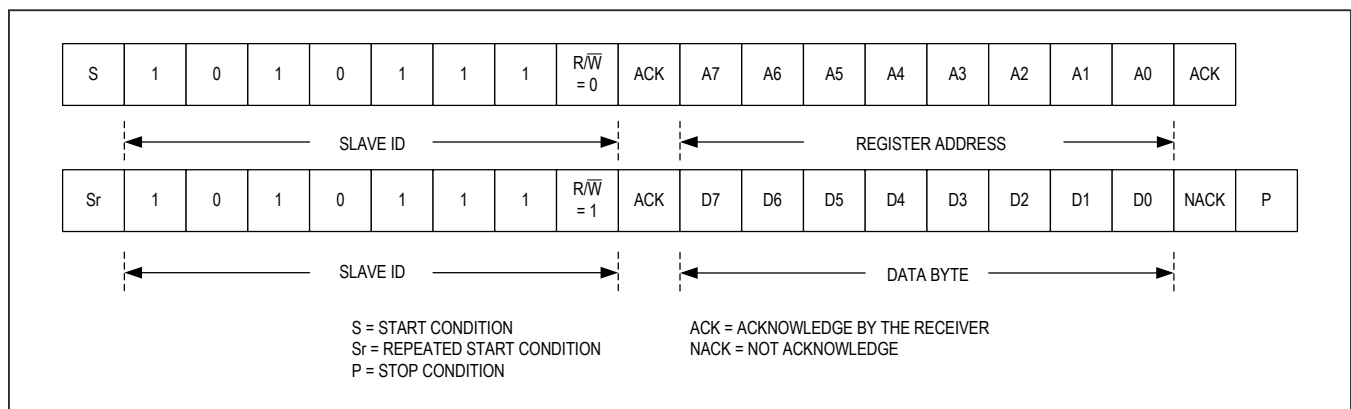 S 1 0 1 0 1 1 1 R/W̅ = 0 ACK A7 A6 A5 A4 A3 A2 A1 A0 ACK
SLAVE ID REGISTER ADDRESS
Sr 1 0 1 0 1 1 1 R/W̅ = 1 ACK D7 D6 D5 D4 D3 D2 D1 D0 NACK P
SLAVE ID DATA BYTE
S = START CONDITION
Sr = REPEATED START CONDITION
P = STOP CONDITION
ACK = ACKNOWLEDGE BY THE RECEIVER
NACK = NOT ACKNOWLEDGE